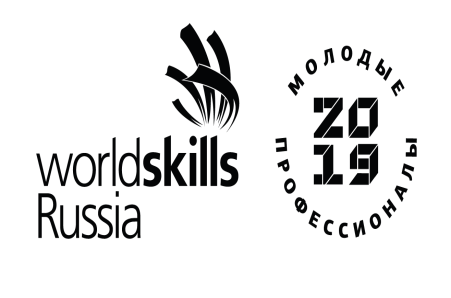 worldskills
Russia
МОЛОДЫЕ
20
19
ПРОФЕССИОНАЛЫ